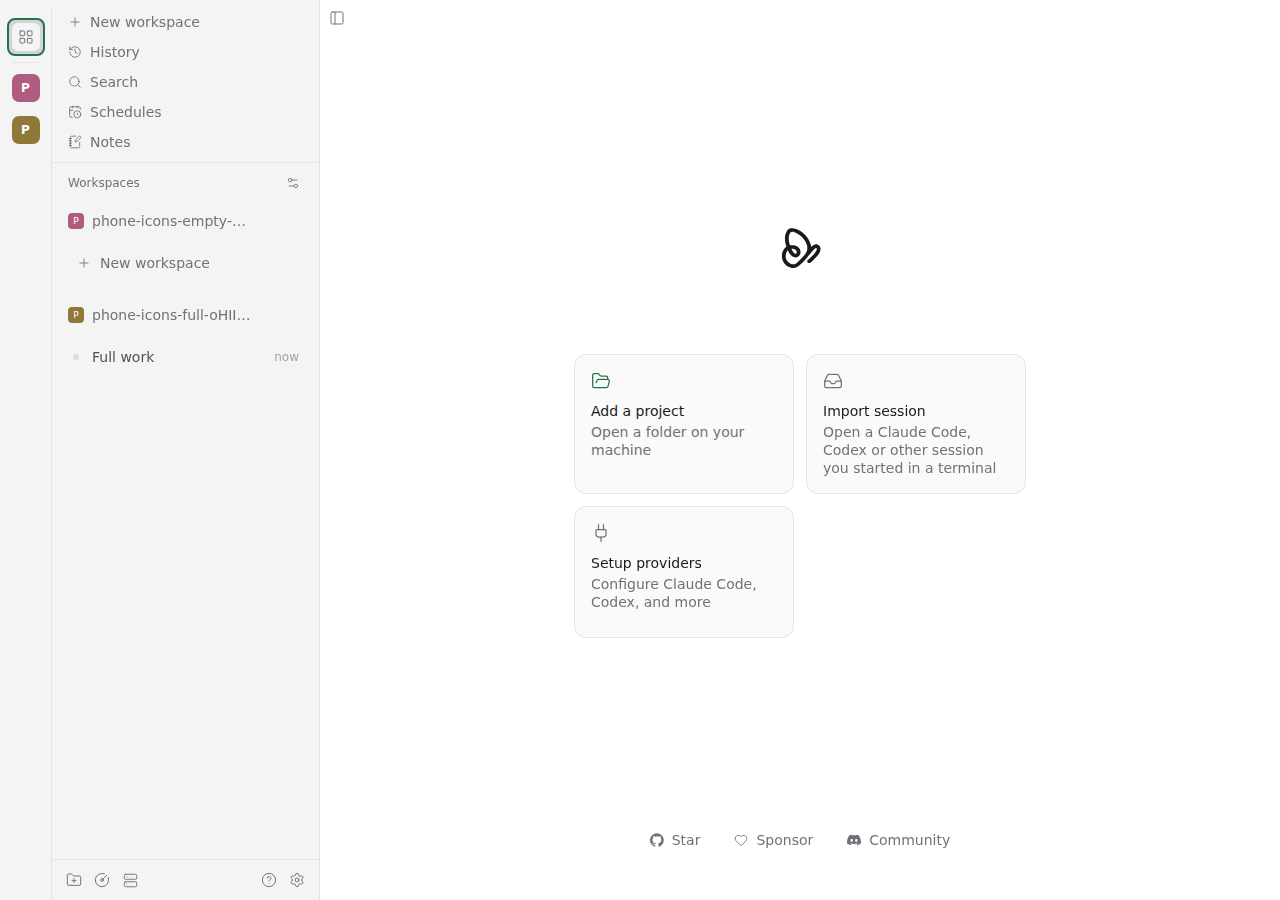 New workspace
History
P
Search
Schedules
P
Notes
Workspaces
P phone-icons-empty-...
New workspace
P phone-icons-full-oHII...
Full work now
Add a project
Open a folder on your
machine
Import session
Open a Claude Code,
Codex or other session
you started in a terminal
Setup providers
Configure Claude Code,
Codex, and more
Star Sponsor Community